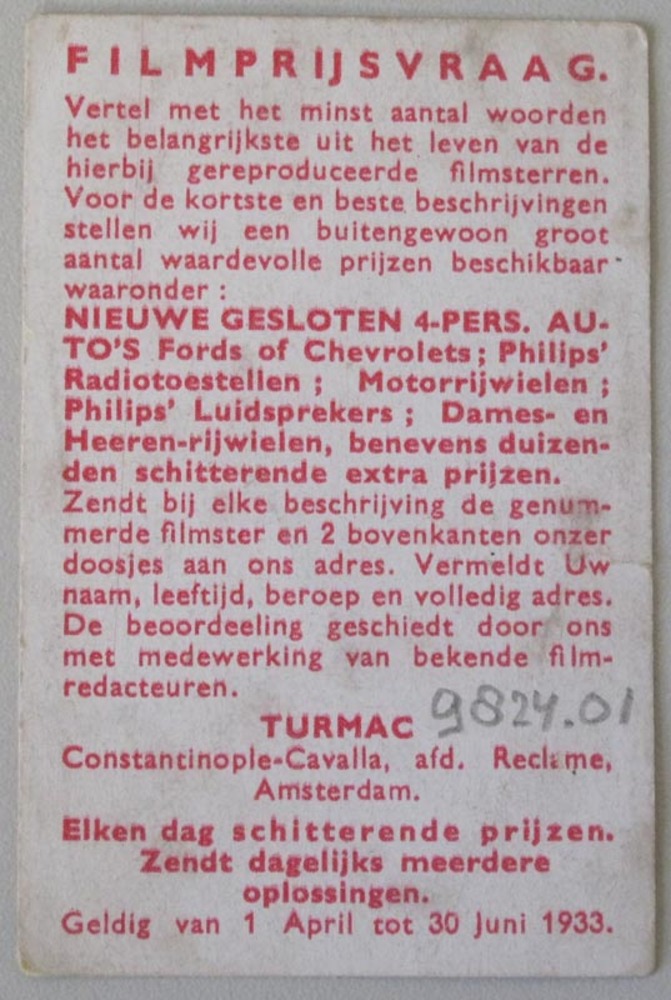 FILMPRIJSVRAAG.
Vertel met het minst aantal woorden
het belangrijkste uit het leven van de
hierbij gereproduceerde filmsterren.
Voor de kortste en beste beschrijvingen
stellen wij een buitengewoon groot
aantal waardevolle prijzen beschikbaar
waaronder :
NIEUWE GESLOTEN 4-PERS. AU-
TO'S Fords of Chevrolets; Philips'
Radiotoestellen ; Motorrijwielen ;
Philips' Luidsprekers ; Dames- en
Heeren-rijwielen, benevens duizen-
den schitterende extra prijzen.
Zendt bij elke beschrijving de genum-
merde filmster en 2 bovenkanten onzer
doosjes aan ons adres. Vermeldt Uw
naam, leeftijd, beroep en volledig adres.
De beoordeeling geschiedt door ons
met medewerking van bekende film-
redacteuren.
TURMAC 9824.01
Constantinople-Cavalla, afd. Reclame,
Amsterdam.
Elken dag schitterende prijzen.
Zendt dagelijks meerdere
oplossingen.
Geldig van 1 April tot 30 Juni 1933.